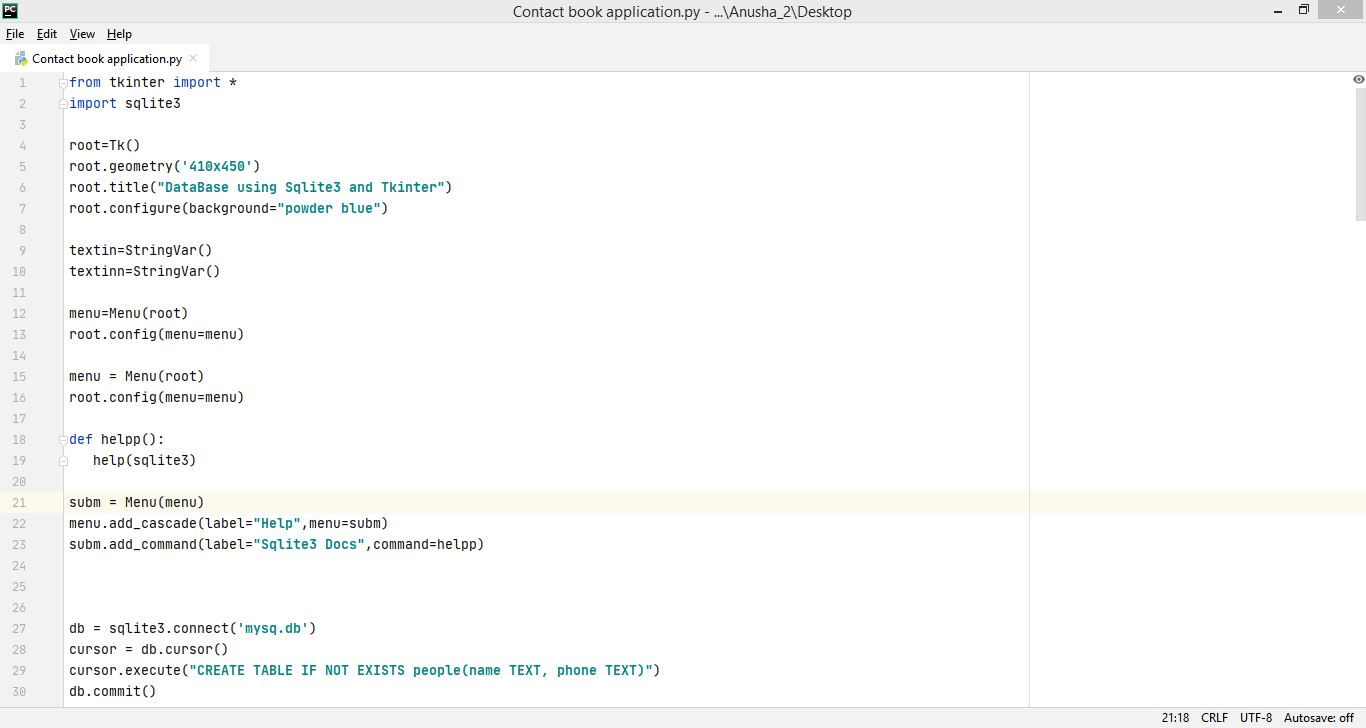 PC
Contact book application.py - ...\Anusha_2\Desktop
File Edit View Help
Contact book application.py
1 from tkinter import *
2 import sqlite3
3
4 root=Tk()
5 root.geometry('410x450')
6 root.title("DataBase using Sqlite3 and Tkinter")
7 root.configure(background="powder blue")
8
9 textin=StringVar()
10 textinn=StringVar()
11
12 menu=Menu(root)
13 root.config(menu=menu)
14
15 menu = Menu(root)
16 root.config(menu=menu)
17
18 def helpp():
19    help(sqlite3)
20
21 subm = Menu(menu)
22 menu.add_cascade(label="Help",menu=subm)
23 subm.add_command(label="Sqlite3 Docs",command=helpp)
24
25
26
27 db = sqlite3.connect('mysq.db')
28 cursor = db.cursor()
29 cursor.execute("CREATE TABLE IF NOT EXISTS people(name TEXT, phone TEXT)")
30 db.commit()
21:18 CRLF UTF-8 Autosave: off